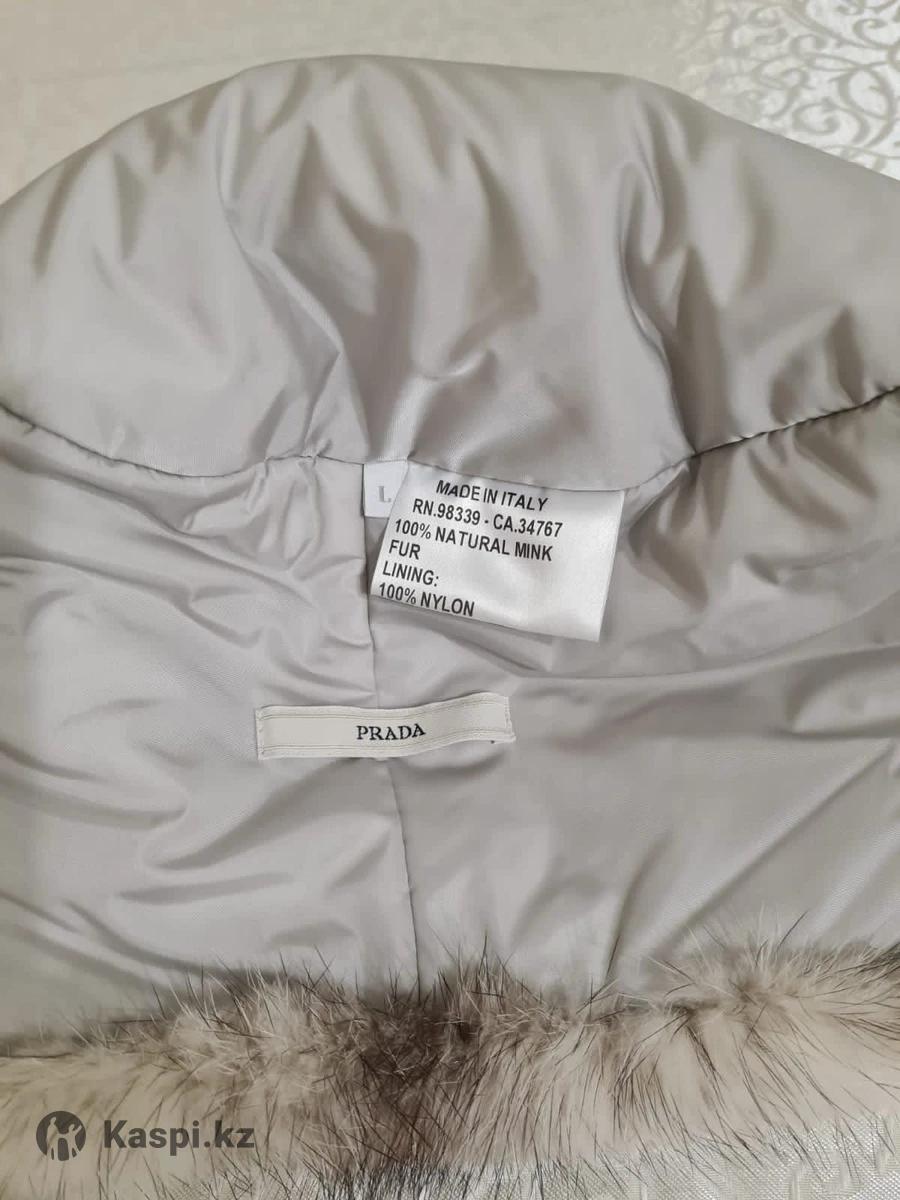 L
MADE IN ITALY
RN.98339 - CA.34767
100% NATURAL MINK
FUR
LINING:
100% NYLON
PRADA
Kaspi.kz